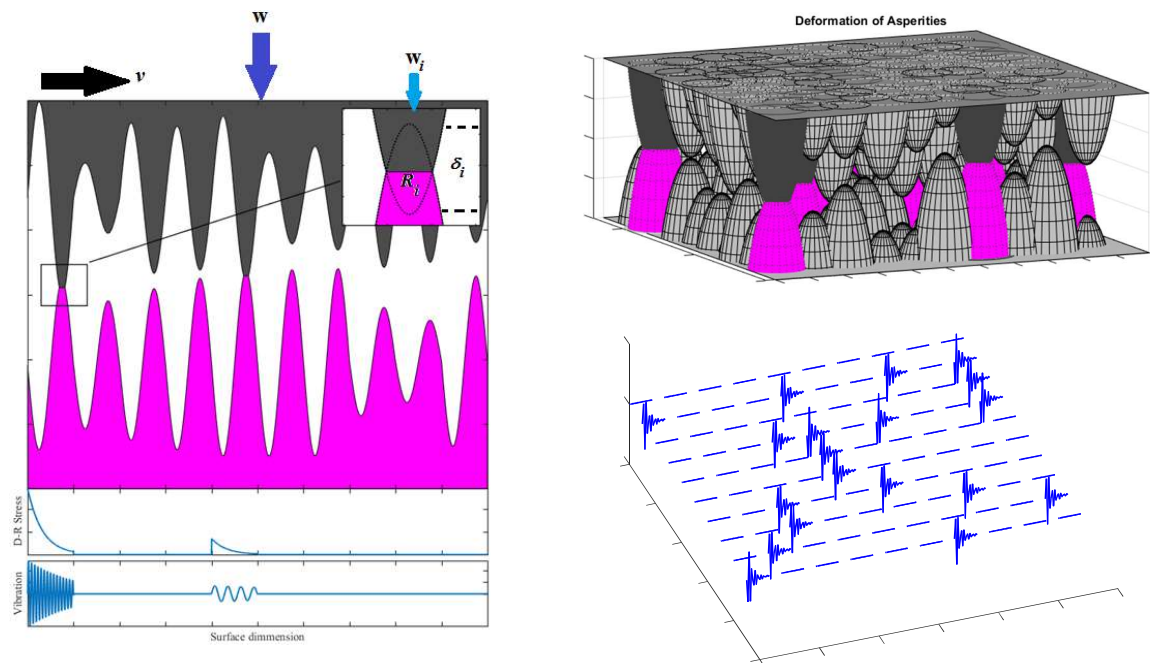 w
v
w_i
δ_i
R_i
D-R Stress
Vibration
Surface dimmension
Deformation of Asperities